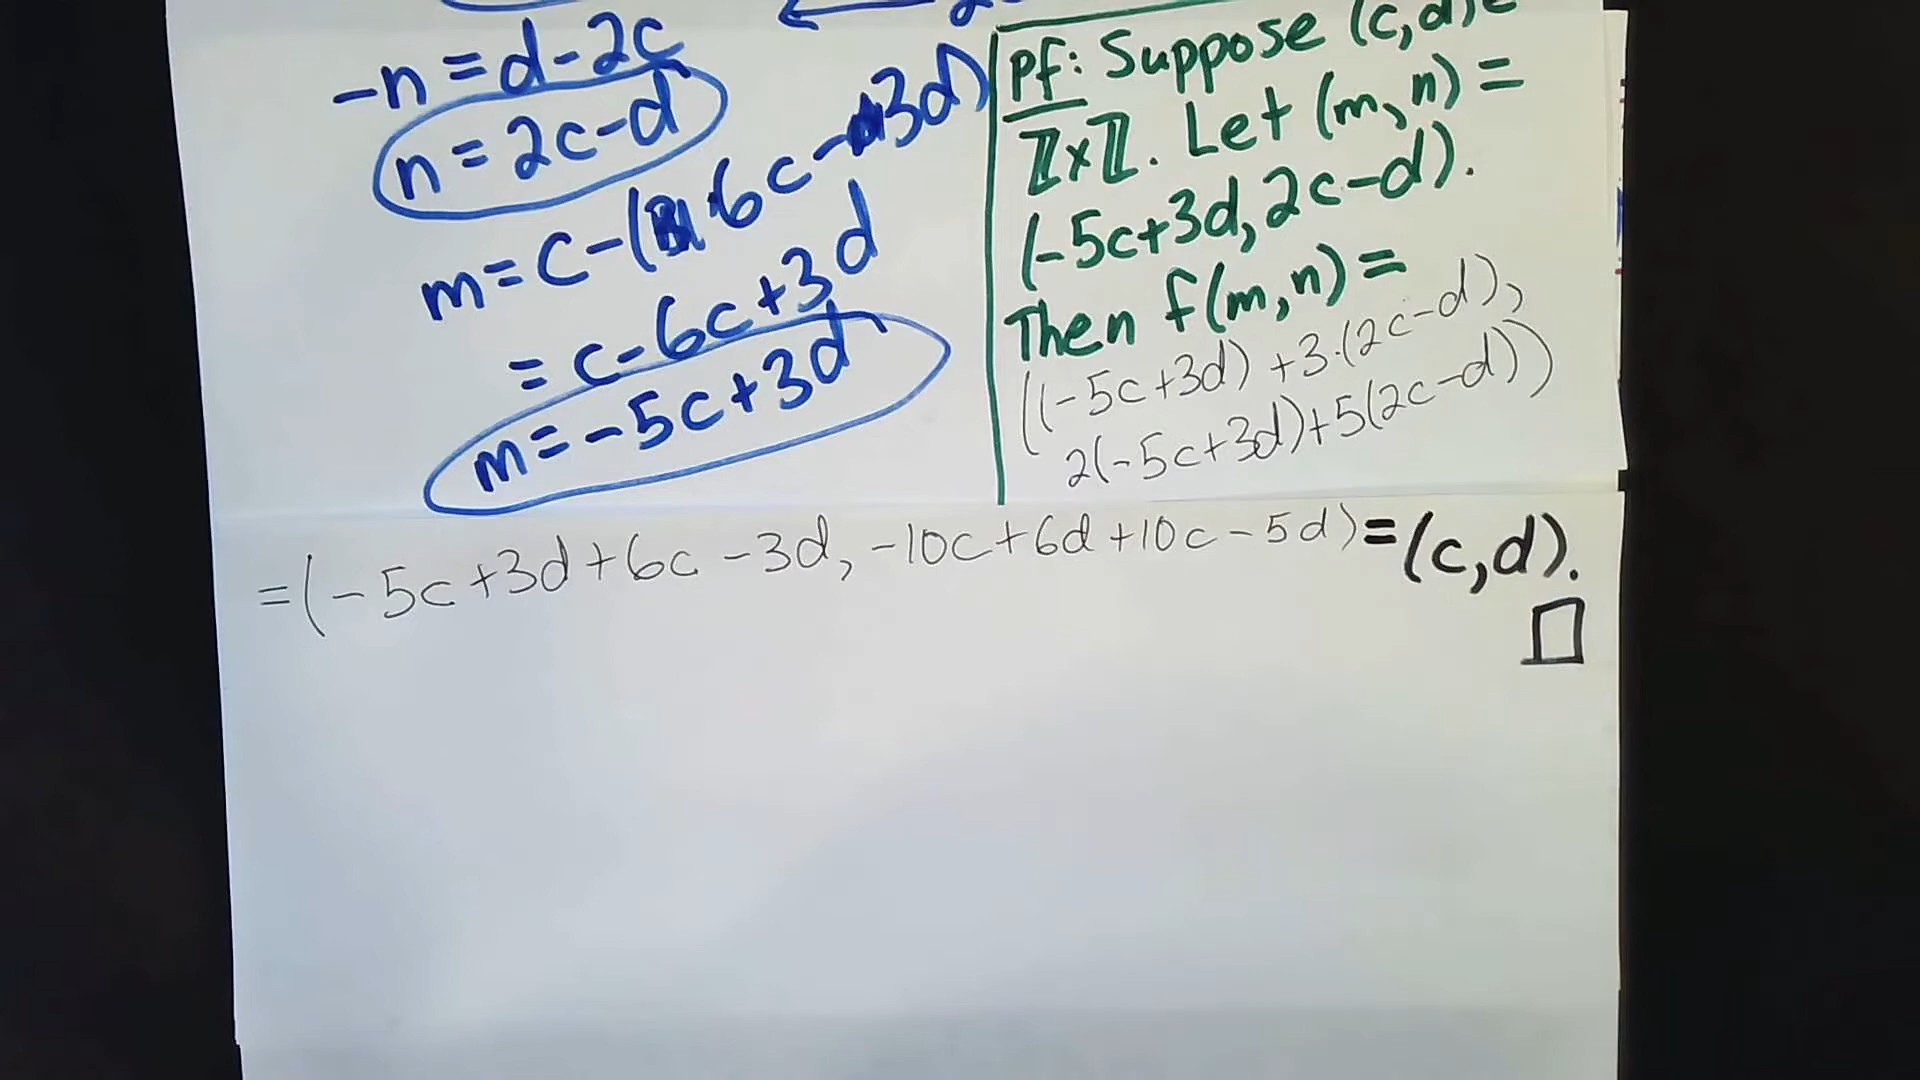 -n = d-2c
n = 2c-d
m = c-(6c-3d)
= c-6c+3d
m = -5c+3d
pf: Suppose (c,d)∈
ℤ×ℤ. Let (m,n) =
(-5c+3d, 2c-d).
Then f(m,n) =
((-5c+3d) + 3·(2c-d),
2(-5c+3d)+5(2c-d))
= (-5c+3d+6c-3d, -10c+6d+10c-5d) = (c,d).
□